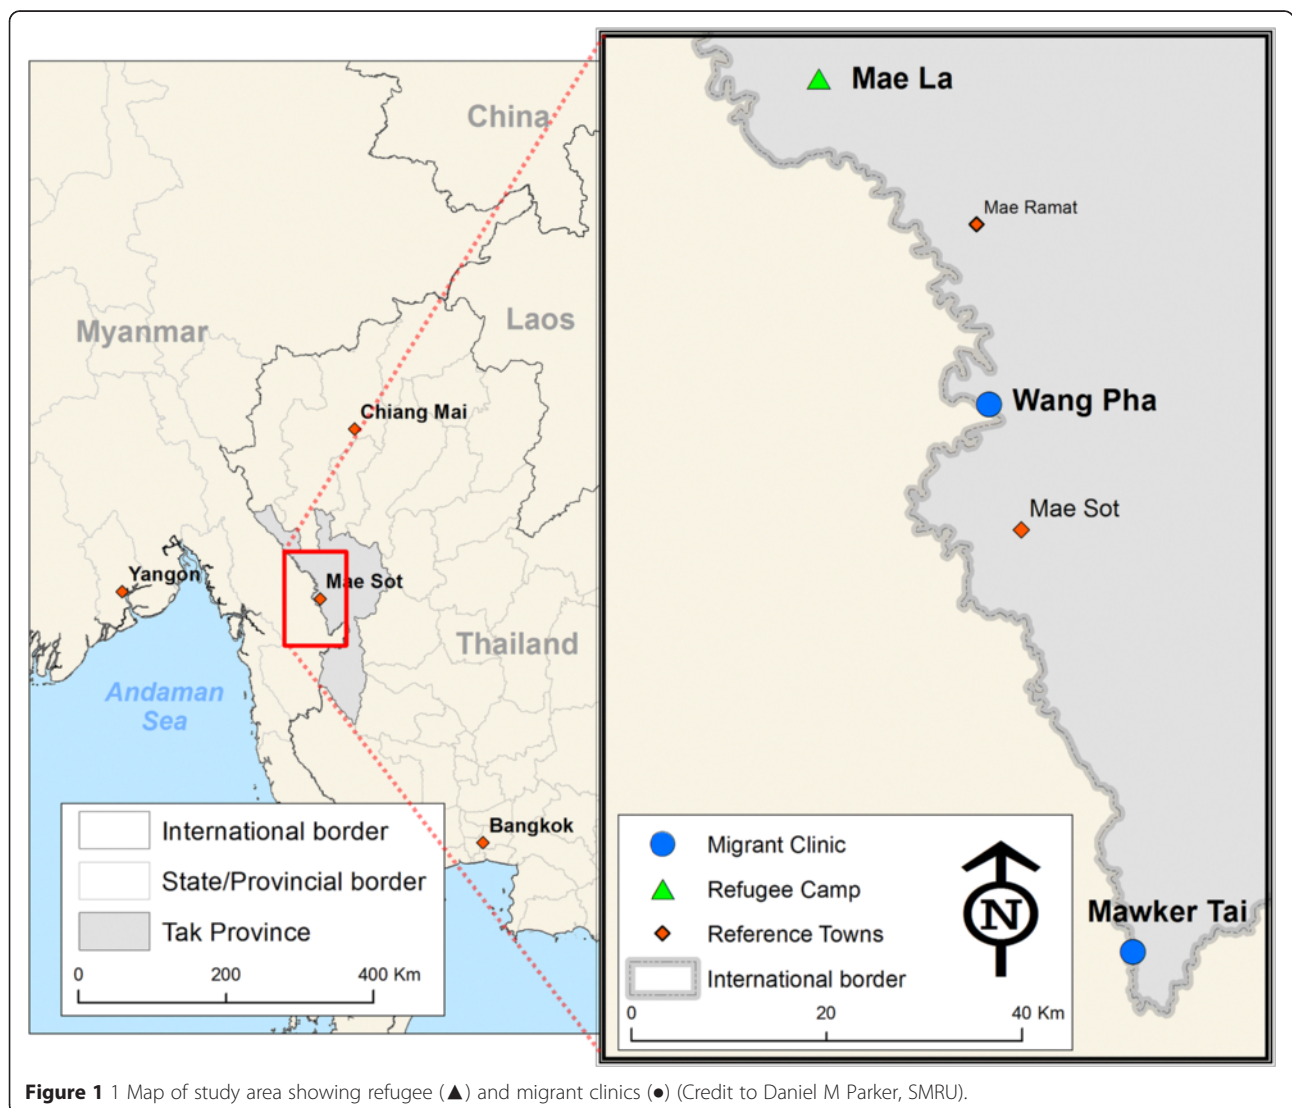 China
Myanmar
Laos
Chiang Mai
Yangon
Mae Sot
Thailand
Andaman
Sea
Bangkok
International border
State/Provincial border
Tak Province
0 200 400 Km
Mae La
Mae Ramat
Wang Pha
Mae Sot
Mawker Tai
Migrant Clinic
Refugee Camp
Reference Towns
International border
0 20 40 Km
N
Figure 1 1 Map of study area showing refugee (▲) and migrant clinics (●) (Credit to Daniel M Parker, SMRU).